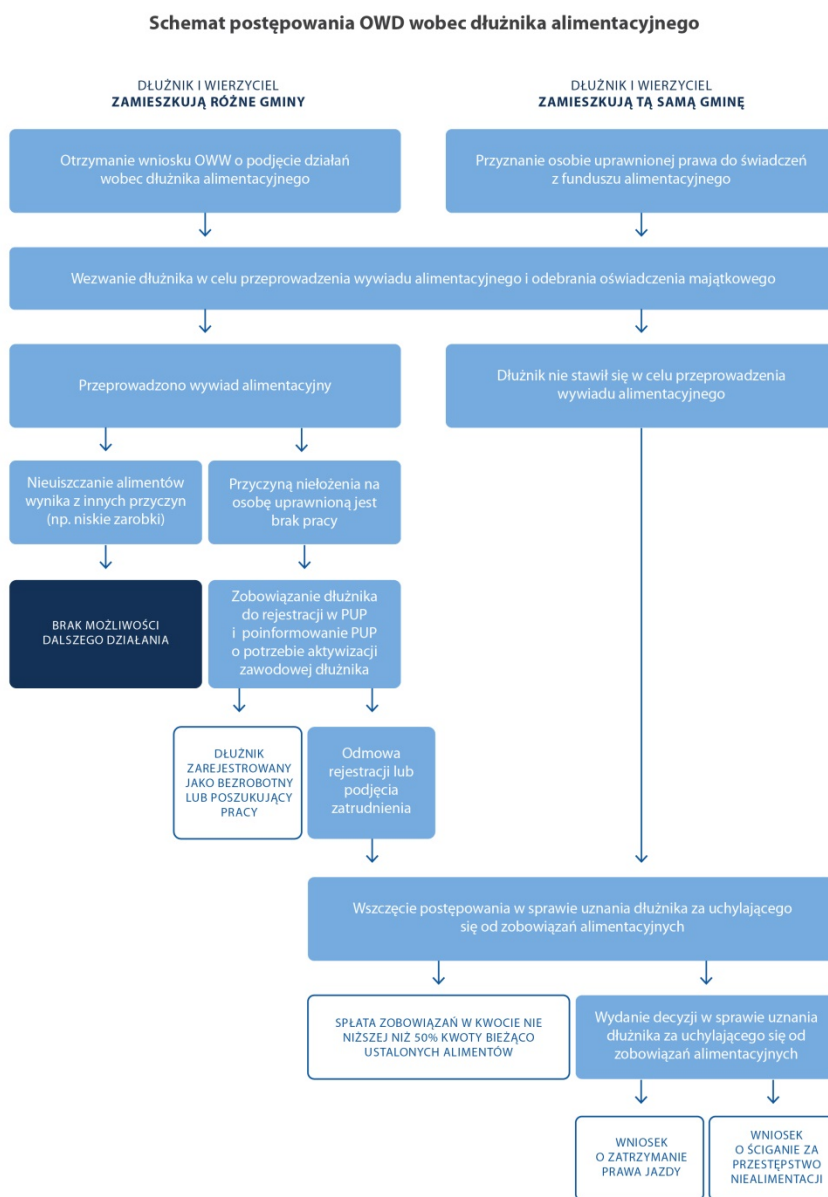 Schemat postępowania OWD wobec dłużnika alimentacyjnego
DŁUŻNIK I WIERZYCIEL
ZAMIESZKUJĄ RÓŻNE GMINY
DŁUŻNIK I WIERZYCIEL
ZAMIESZKUJĄ TĄ SAMĄ GMINĘ
Otrzymanie wniosku OWW o podjęcie działań
wobec dłużnika alimentacyjnego
Przyznanie osobie uprawnionej prawa do świadczeń
z funduszu alimentacyjnego
Wezwanie dłużnika w celu przeprowadzenia wywiadu alimentacyjnego i odebrania oświadczenia majątkowego
Przeprowadzono wywiad alimentacyjny
Dłużnik nie stawił się w celu przeprowadzenia
wywiadu alimentacyjnego
Nieuiszczanie alimentów
wynika z innych przyczyn
(np. niskie zarobki)
Przyczyną niełożenia na
osobę uprawnioną jest
brak pracy
BRAK MOŻLIWOŚCI
DALSZEGO DZIAŁANIA
Zobowiązanie dłużnika
do rejestracji w PUP
i poinformowanie PUP
o potrzebie aktywizacji
zawodowej dłużnika
DŁUŻNIK
ZAREJESTROWANY
JAKO BEZROBOTNY
LUB POSZUKUJĄCY
PRACY
Odmowa
rejestracji lub
podjęcia
zatrudnienia
Wszczęcie postępowania w sprawie uznania dłużnika za uchylającego
się od zobowiązań alimentacyjnych
SPŁATA ZOBOWIĄZAŃ W KWOCIE NIE
NIŻSZEJ NIŻ 50% KWOTY BIEŻĄCO
USTALONYCH ALIMENTÓW
Wydanie decyzji w sprawie uznania
dłużnika za uchylającego się od
zobowiązań alimentacyjnych
WNIOSEK
O ZATRZYMANIE
PRAWA JAZDY
WNIOSEK
O ŚCIGANIE ZA
PRZESTĘPSTWO
NIEALIMENTACJI